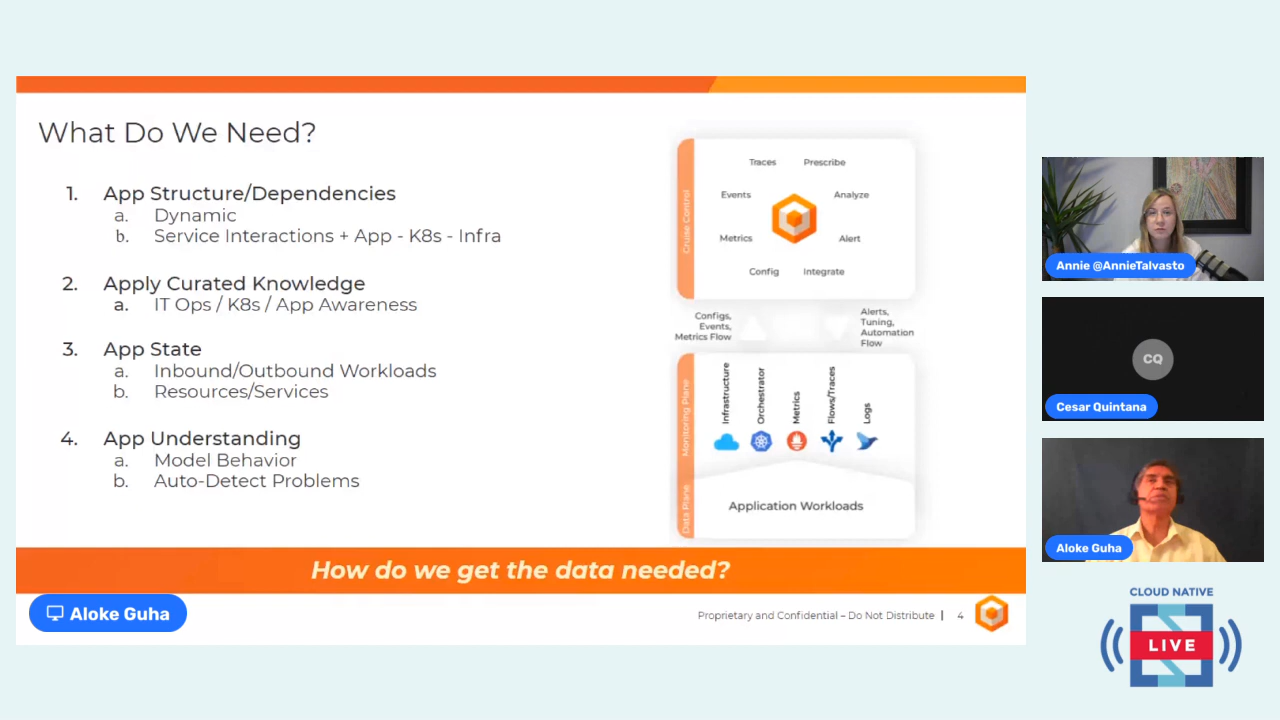 What Do We Need?
1. App Structure/Dependencies
a. Dynamic
b. Service Interactions + App - K8s - Infra
2. Apply Curated Knowledge
a. IT Ops / K8s / App Awareness
3. App State
a. Inbound/Outbound Workloads
b. Resources/Services
4. App Understanding
a. Model Behavior
b. Auto-Detect Problems
Cruise Control
Traces
Prescribe
Events
Analyze
Metrics
Alert
Config
Integrate
Configs,
Events,
Metrics Flow
Alerts,
Tuning,
Automation
Flow
Monitoring Plane
Infrastructure
Orchestrator
Metrics
Flows/Traces
Logs
Data Plane
Application Workloads
How do we get the data needed?
Aloke Guha
Proprietary and Confidential – Do Not Distribute | 4
Annie @AnnieTalvasto
CQ
Cesar Quintana
Aloke Guha
CLOUD NATIVE
LIVE